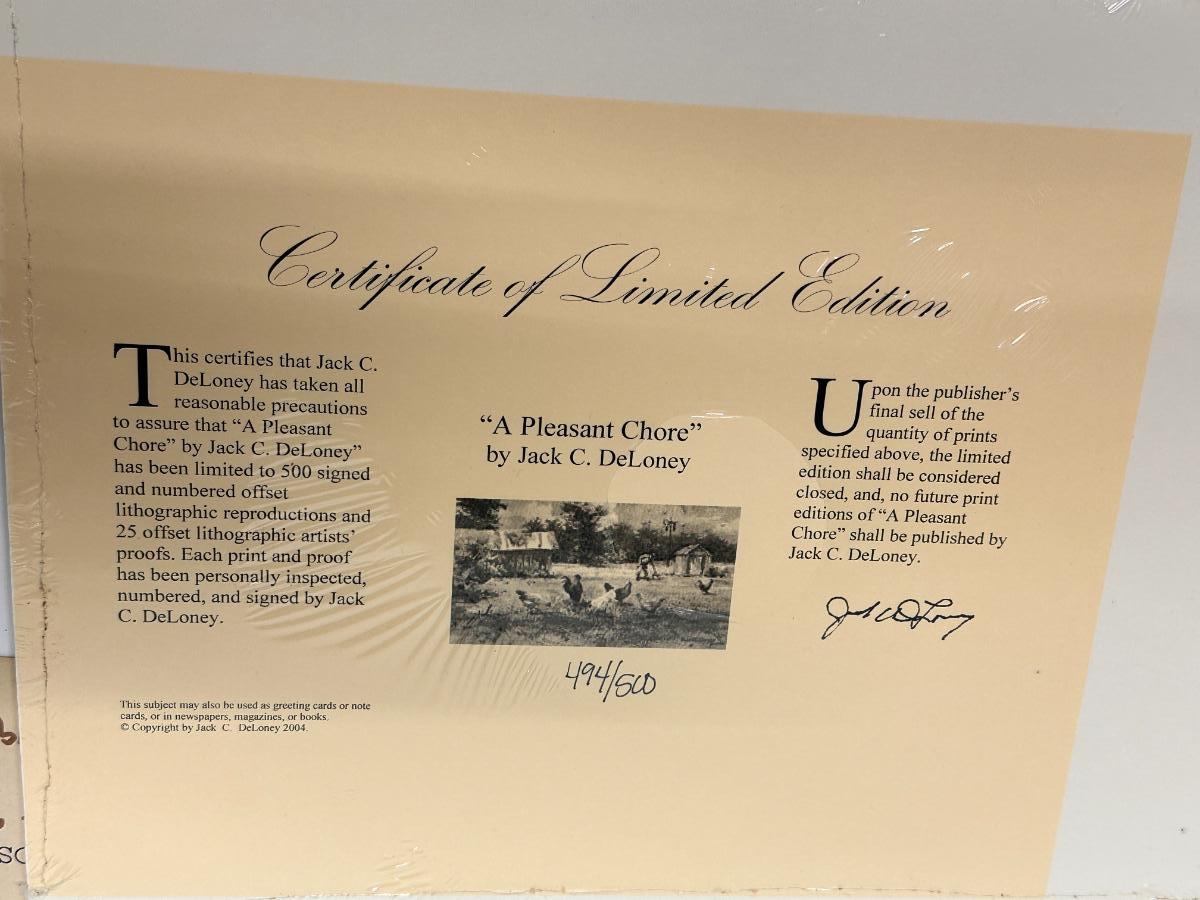 Certificate of Limited Edition
This certifies that Jack C.
DeLoney has taken all
reasonable precautions
to assure that “A Pleasant
Chore” by Jack C. DeLoney”
has been limited to 500 signed
and numbered offset
lithographic reproductions and
25 offset lithographic artists’
proofs. Each print and proof
has been personally inspected,
numbered, and signed by Jack
C. DeLoney.
This subject may also be used as greeting cards or note
cards, or in newspapers, magazines, or books.
© Copyright by Jack C. DeLoney 2004.
“A Pleasant Chore”
by Jack C. DeLoney
494/500
Upon the publisher’s
final sell of the
quantity of prints
specified above, the limited
edition shall be considered
closed, and, no future print
editions of “A Pleasant
Chore” shall be published by
Jack C. DeLoney.